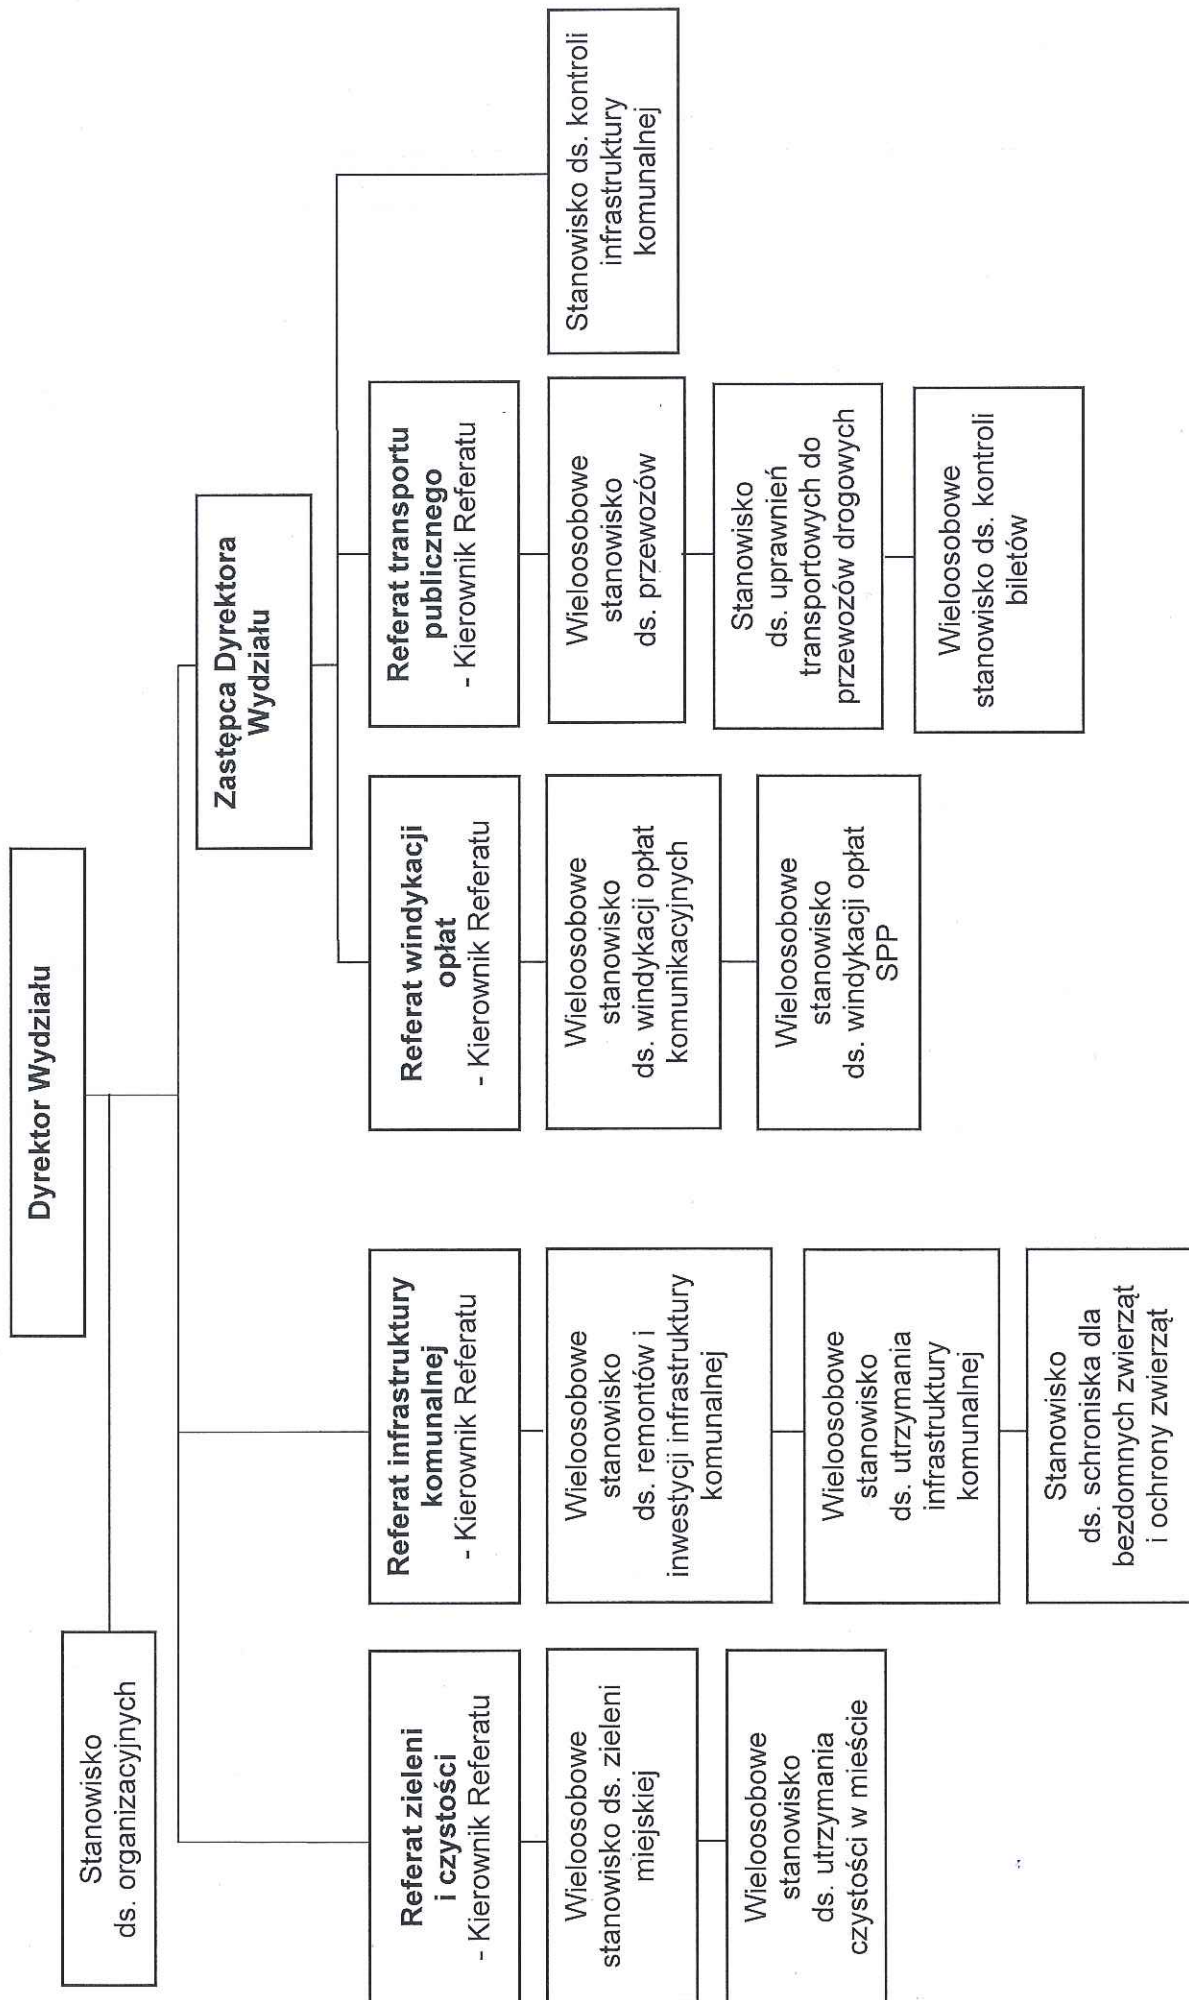 Dyrektor Wydziału
Stanowisko
ds. organizacyjnych
Zastępca Dyrektora
Wydziału
Referat zieleni
i czystości
- Kierownik Referatu
Wieloosobowe
stanowisko ds. zieleni
miejskiej
Wieloosobowe
stanowisko
ds. utrzymania
czystości w mieście
Referat infrastruktury
komunalnej
- Kierownik Referatu
Wieloosobowe
stanowisko
ds. remontów i
inwestycji infrastruktury
komunalnej
Wieloosobowe
stanowisko
ds. utrzymania
infrastruktury
komunalnej
Stanowisko
ds. schroniska dla
bezdomnych zwierząt
i ochrony zwierząt
Referat windykacji
opłat
- Kierownik Referatu
Wieloosobowe
stanowisko
ds. windykacji opłat
komunikacyjnych
Wieloosobowe
stanowisko
ds. windykacji opłat
SPP
Referat transportu
publicznego
- Kierownik Referatu
Wieloosobowe
stanowisko
ds. przewozów
Stanowisko
ds. uprawnień
transportowych do
przewozów drogowych
Wieloosobowe
stanowisko ds. kontroli
biletów
Stanowisko ds. kontroli
infrastruktury
komunalnej